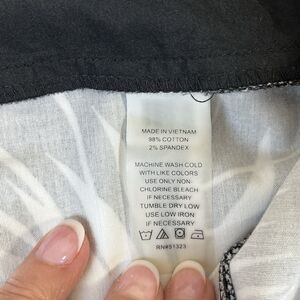 MADE IN VIETNAM
98% COTTON
2% SPANDEX
MACHINE WASH COLD
WITH LIKE COLORS
USE ONLY NON-
CHLORINE BLEACH
IF NECESSARY
TUMBLE DRY LOW
USE LOW IRON
IF NECESSARY
RN#51323